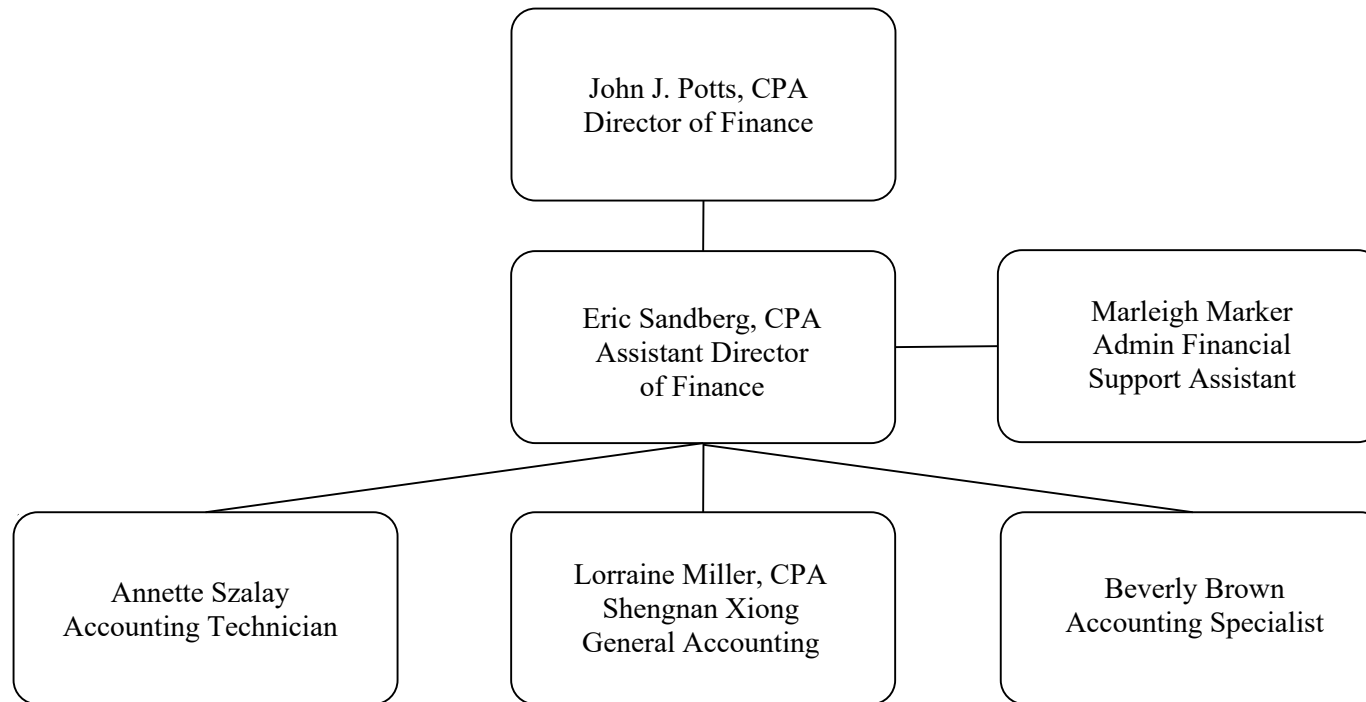 John J. Potts, CPA
Director of Finance
Eric Sandberg, CPA
Assistant Director
of Finance
Marleigh Marker
Admin Financial
Support Assistant
Annette Szalay
Accounting Technician
Lorraine Miller, CPA
Shengnan Xiong
General Accounting
Beverly Brown
Accounting Specialist